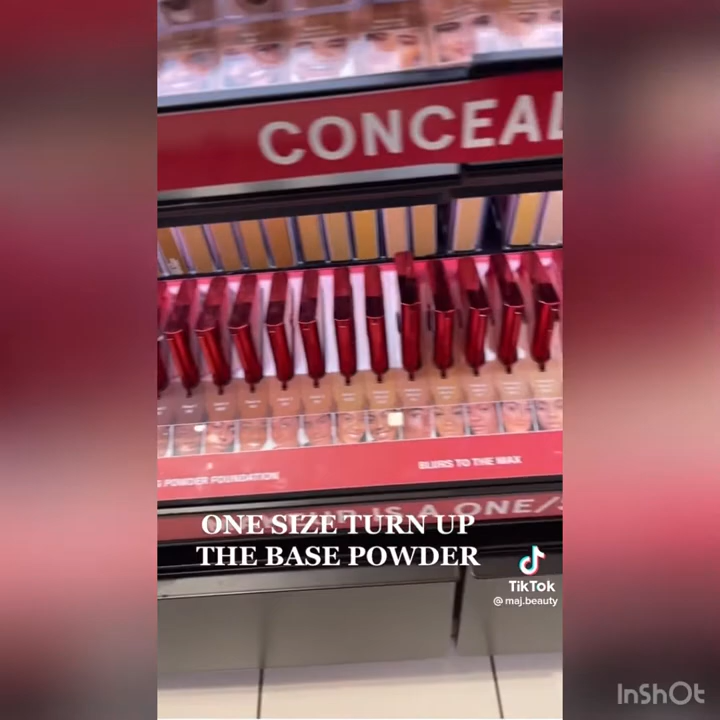 CONCEAL
G POWDER FOUNDATION
BLURS TO THE MAX
IS A ONE/S
ONE SIZE TURN UP
THE BASE POWDER
TikTok
@ maj.beauty
InShOt